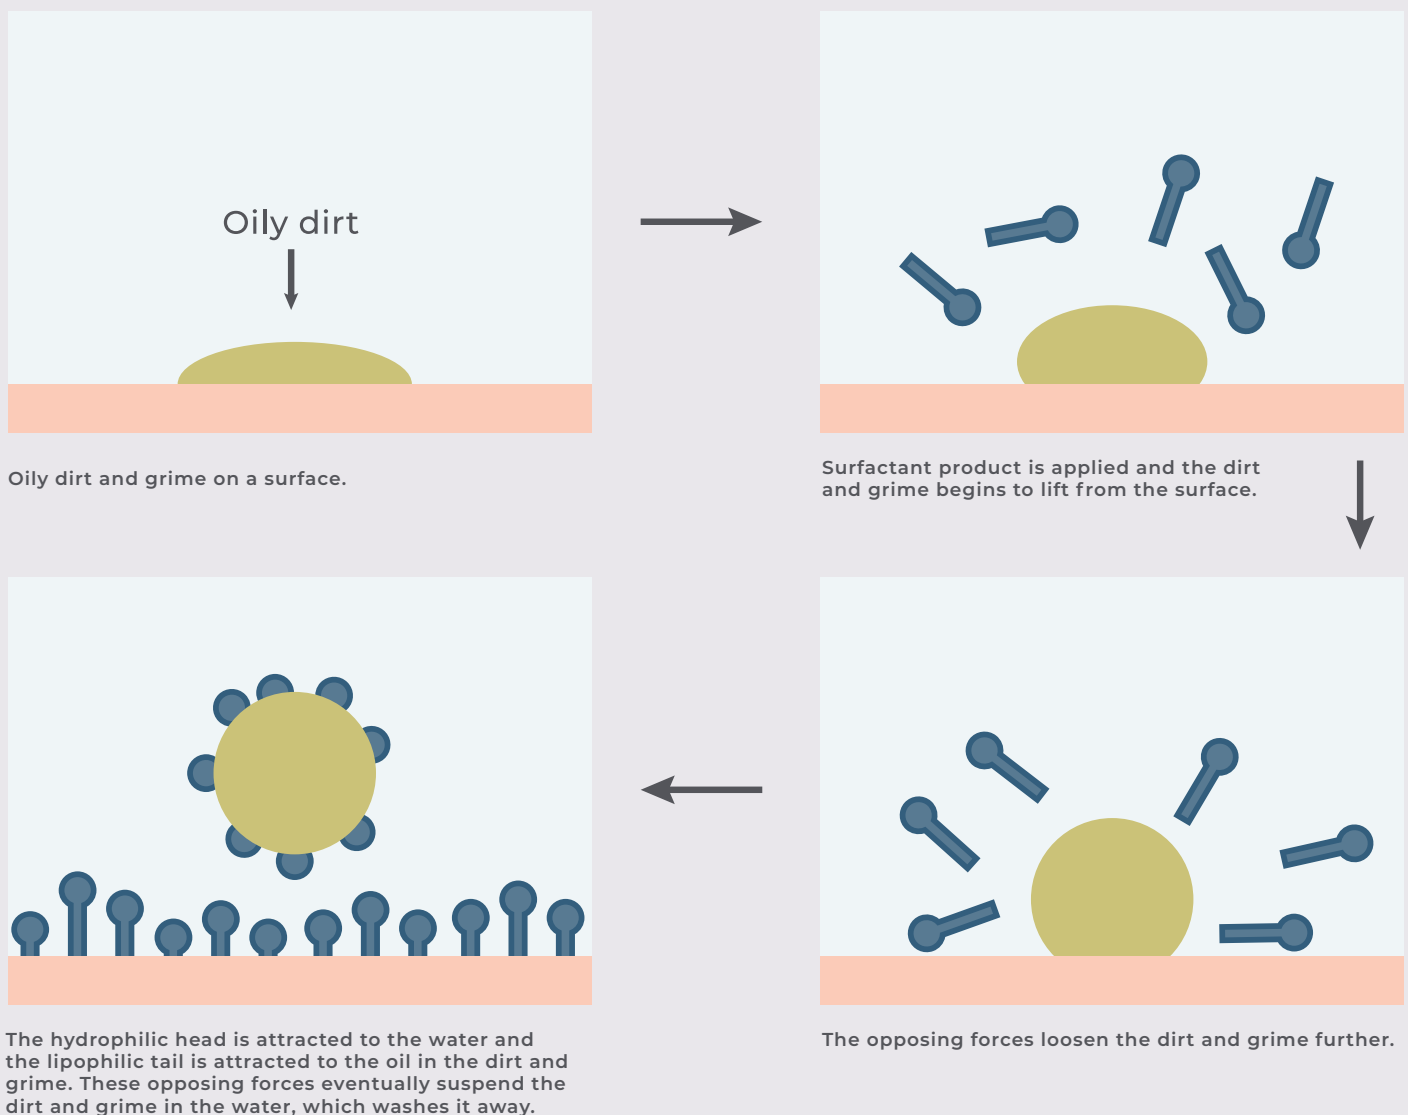 Oily dirt
Oily dirt and grime on a surface.
Surfactant product is applied and the dirt
and grime begins to lift from the surface.
The opposing forces loosen the dirt and grime further.
The hydrophilic head is attracted to the water and
the lipophilic tail is attracted to the oil in the dirt and
grime. These opposing forces eventually suspend the
dirt and grime in the water, which washes it away.